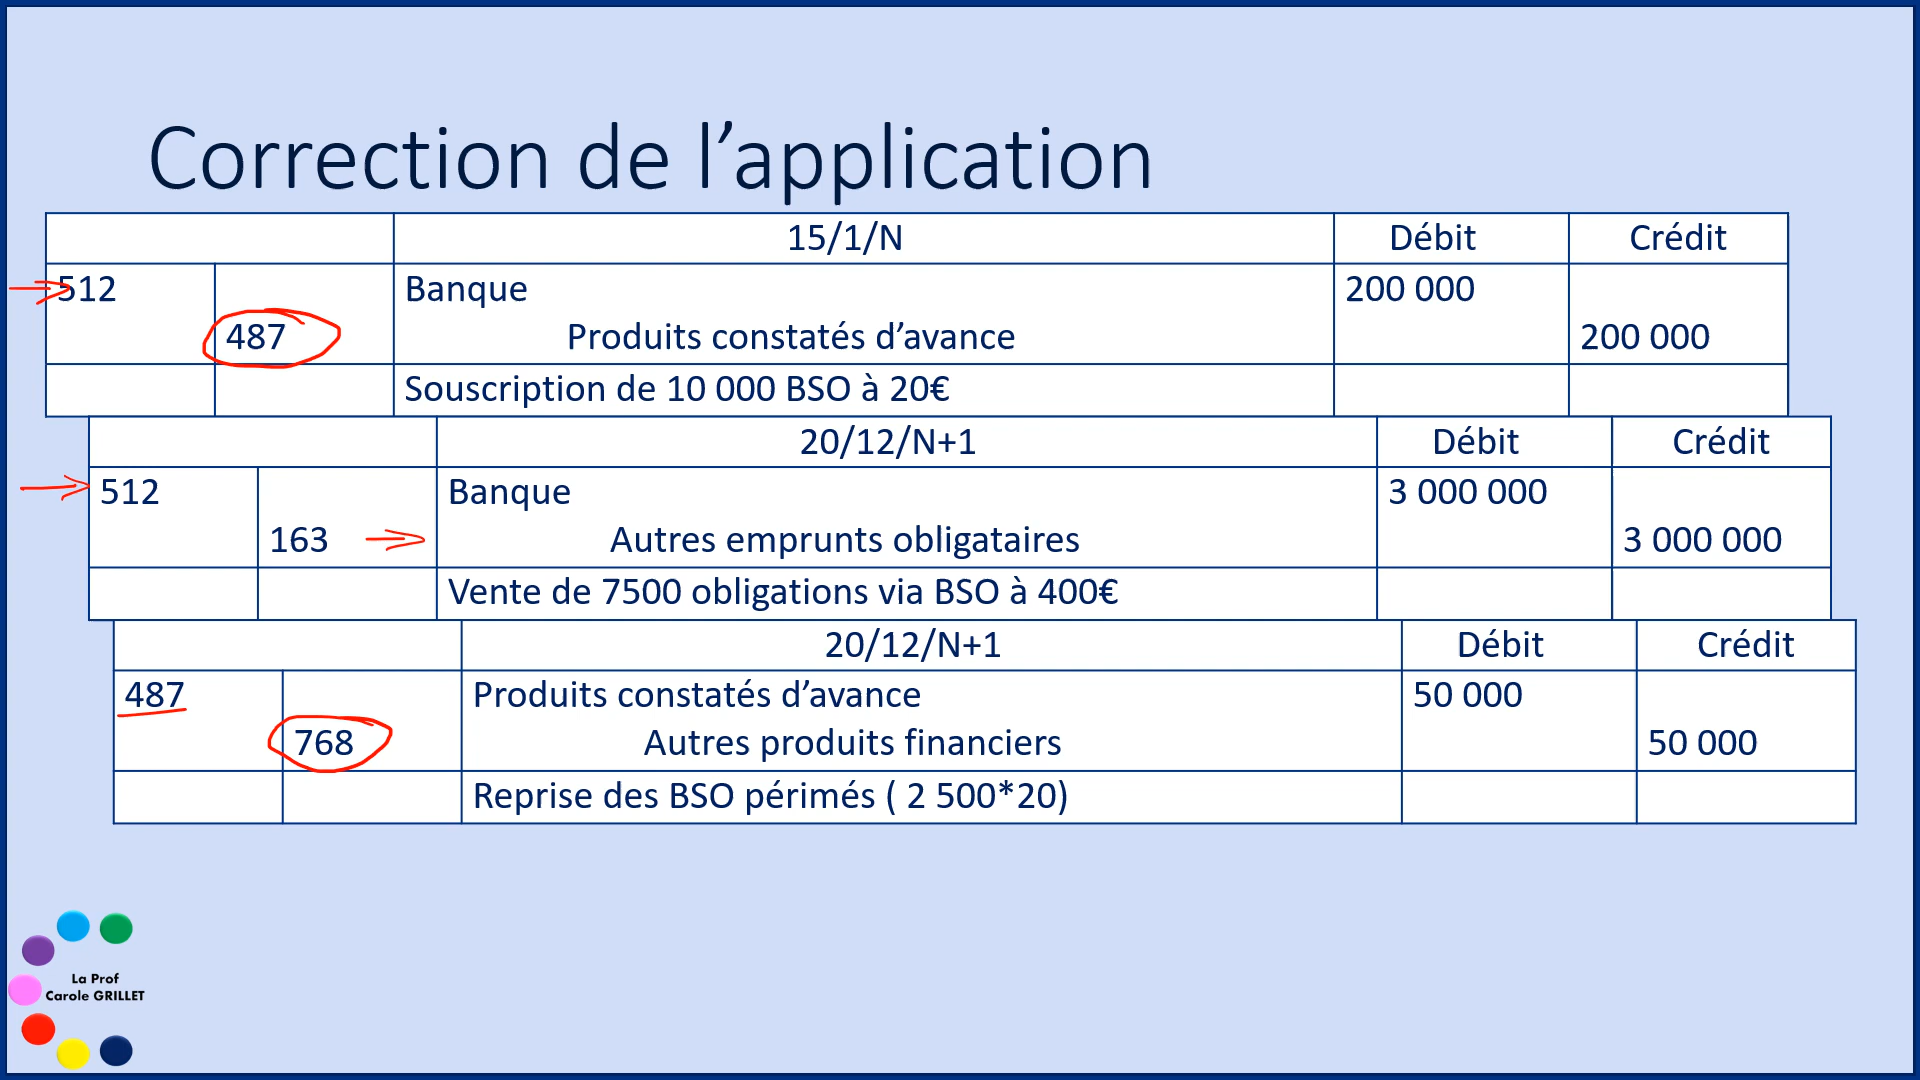 Correction de l’application
15/1/N Débit Crédit
512 Banque 200 000
487 Produits constatés d’avance 200 000
Souscription de 10 000 BSO à 20€
20/12/N+1 Débit Crédit
512 Banque 3 000 000
163 Autres emprunts obligataires 3 000 000
Vente de 7500 obligations via BSO à 400€
20/12/N+1 Débit Crédit
487 Produits constatés d’avance 50 000
768 Autres produits financiers 50 000
Reprise des BSO périmés ( 2 500*20)
La Prof
Carole GRILLET